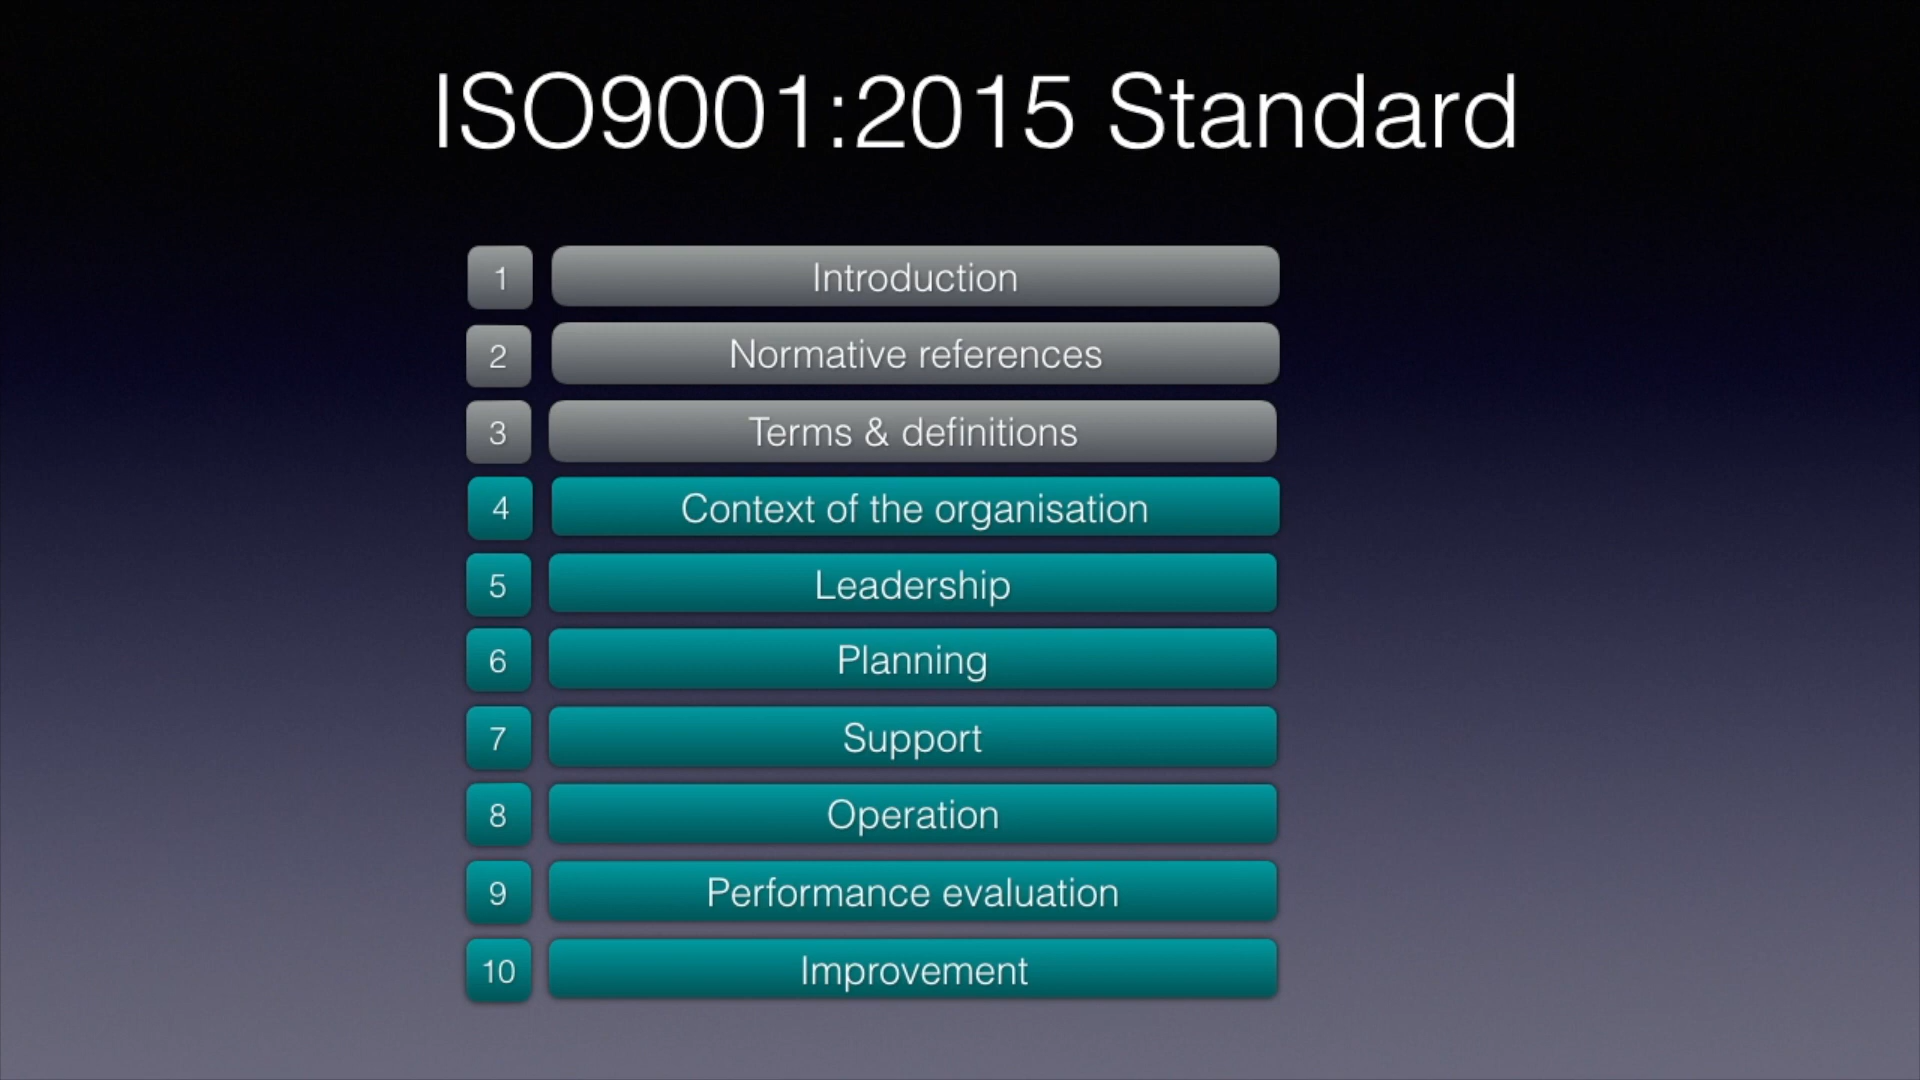 ISO9001:2015 Standard
1 Introduction
2 Normative references
3 Terms & definitions
4 Context of the organisation
5 Leadership
6 Planning
7 Support
8 Operation
9 Performance evaluation
10 Improvement